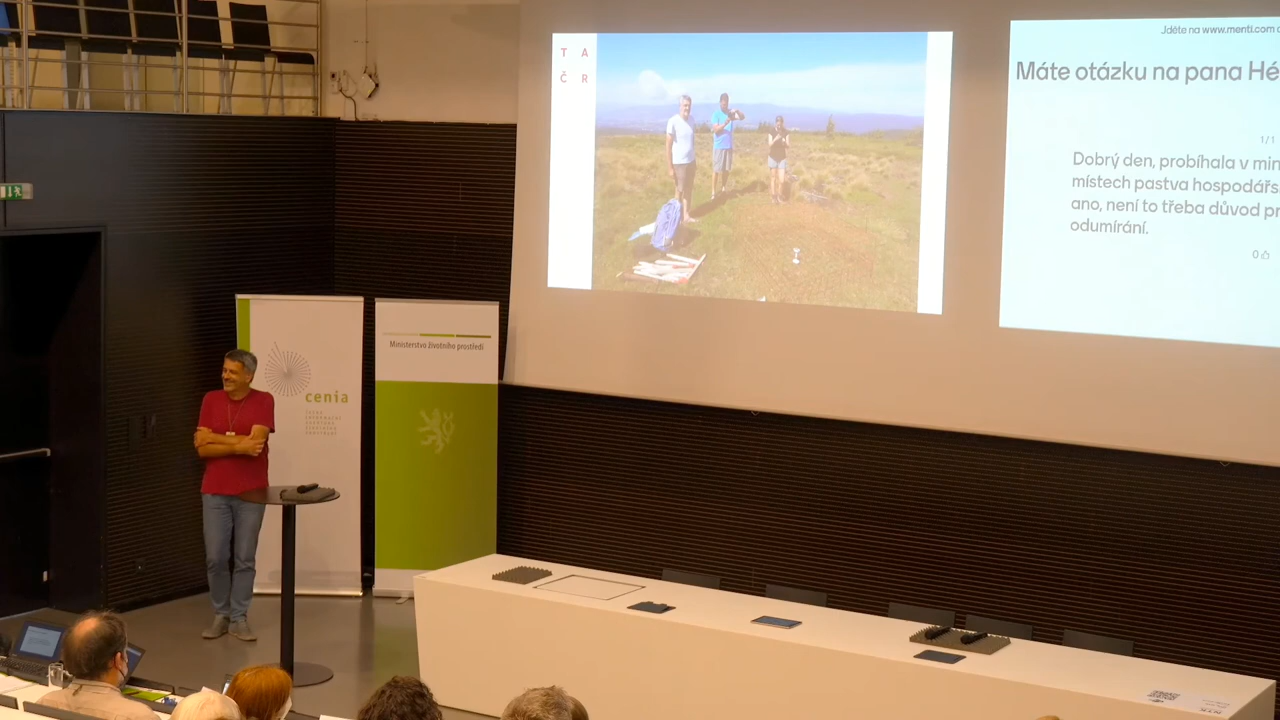 T A
Č R
Jděte na www.menti.com
Máte otázku na pana Hé
1/1
Dobrý den, probíhala v min
místech pastva hospodářs
ano, není to třeba důvod pr
odumírání.
0
cenia
Ministerstvo životního prostředí